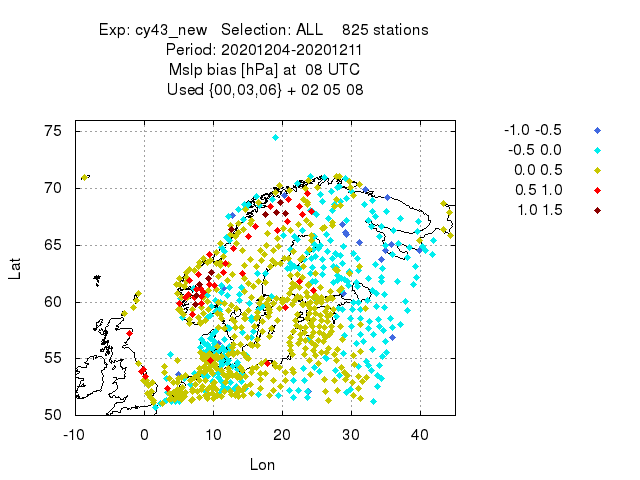 Exp: cy43_new   Selection: ALL    825 stations
Period: 20201204-20201211
Mslp bias [hPa] at  08 UTC
Used {00,03,06} + 02 05 08
-1.0 -0.5
-0.5 0.0
0.0 0.5
0.5 1.0
1.0 1.5
75
70
65
60
55
50
Lat
-10 0 10 20 30 40
Lon